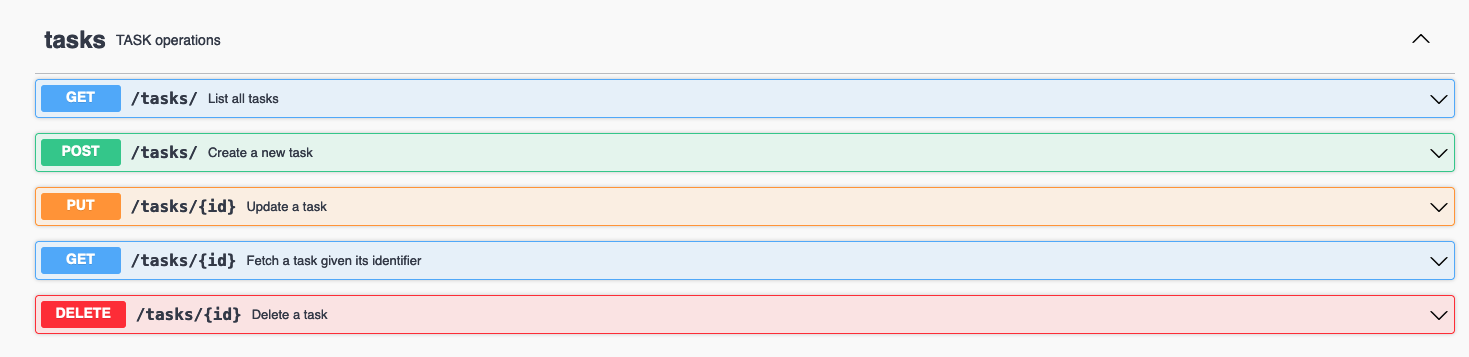 tasks TASK operations
GET /tasks/ List all tasks
POST /tasks/ Create a new task
PUT /tasks/{id} Update a task
GET /tasks/{id} Fetch a task given its identifier
DELETE /tasks/{id} Delete a task